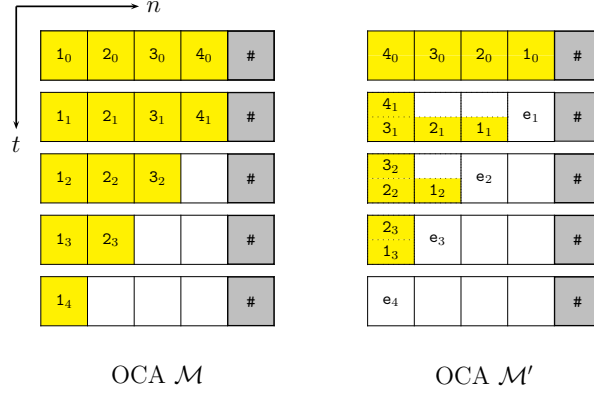 n
t
1₀ 2₀ 3₀ 4₀ #
1₁ 2₁ 3₁ 4₁ #
1₂ 2₂ 3₂ #
1₃ 2₃ #
1₄ #
OCA ℳ
4₀ 3₀ 2₀ 1₀ #
4₁ e₁ #
3₁ 2₁ 1₁
3₂ e₂ #
2₂ 1₂
2₃ e₃ #
1₃
e₄ #
OCA ℳ′